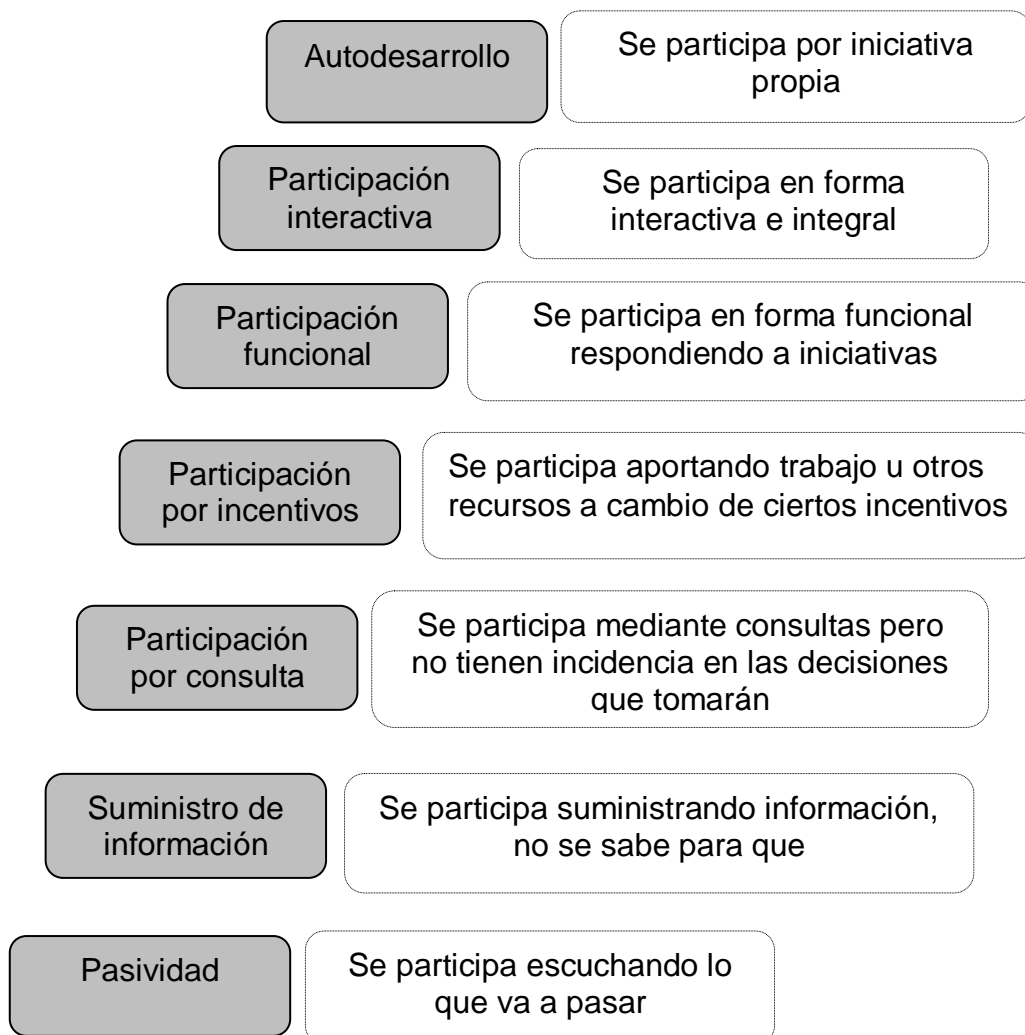 Autodesarrollo
Se participa por iniciativa
propia
Participación
interactiva
Se participa en forma
interactiva e integral
Participación
funcional
Se participa en forma funcional
respondiendo a iniciativas
Participación
por incentivos
Se participa aportando trabajo u otros
recursos a cambio de ciertos incentivos
Participación
por consulta
Se participa mediante consultas pero
no tienen incidencia en las decisiones
que tomarán
Suministro de
información
Se participa suministrando información,
no se sabe para que
Pasividad
Se participa escuchando lo
que va a pasar